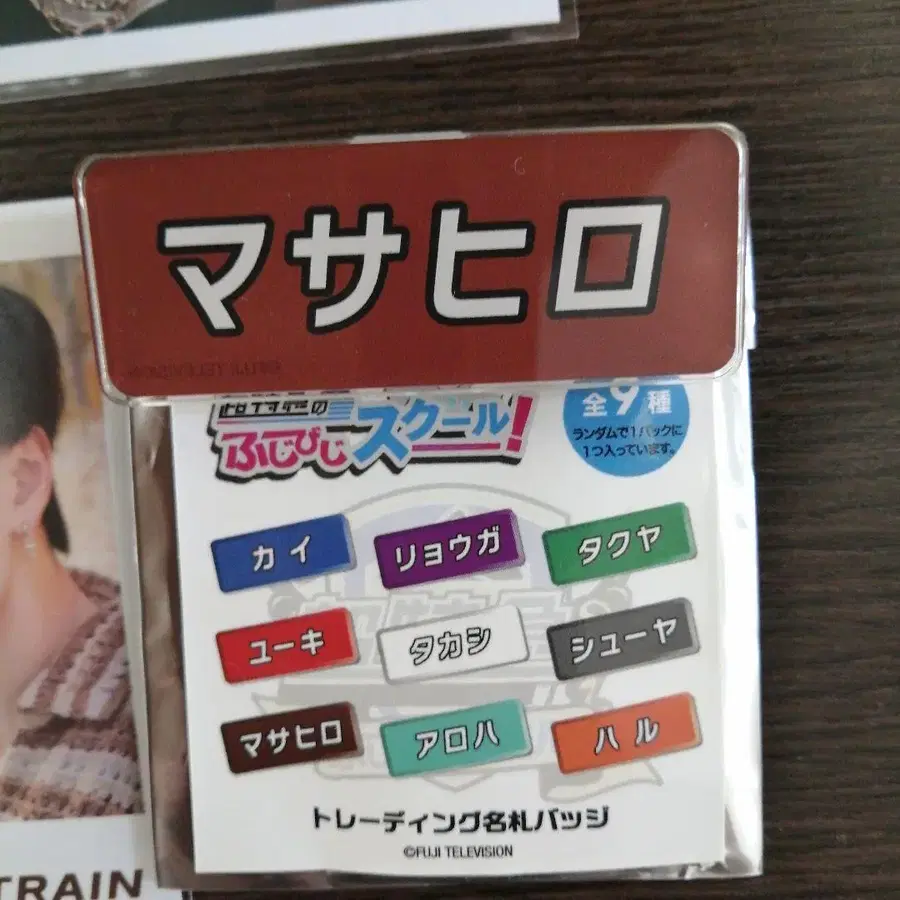 マサヒロ
©FUJI TELEVISION
ふじびじスクール!
全9種
ランダムで1パックに
1つ入っています。
カイ
リョウガ
タクヤ
ユーキ
タカシ
シューヤ
マサヒロ
アロハ
ハル
トレーディング名札バッジ
©FUJI TELEVISION
TRAIN